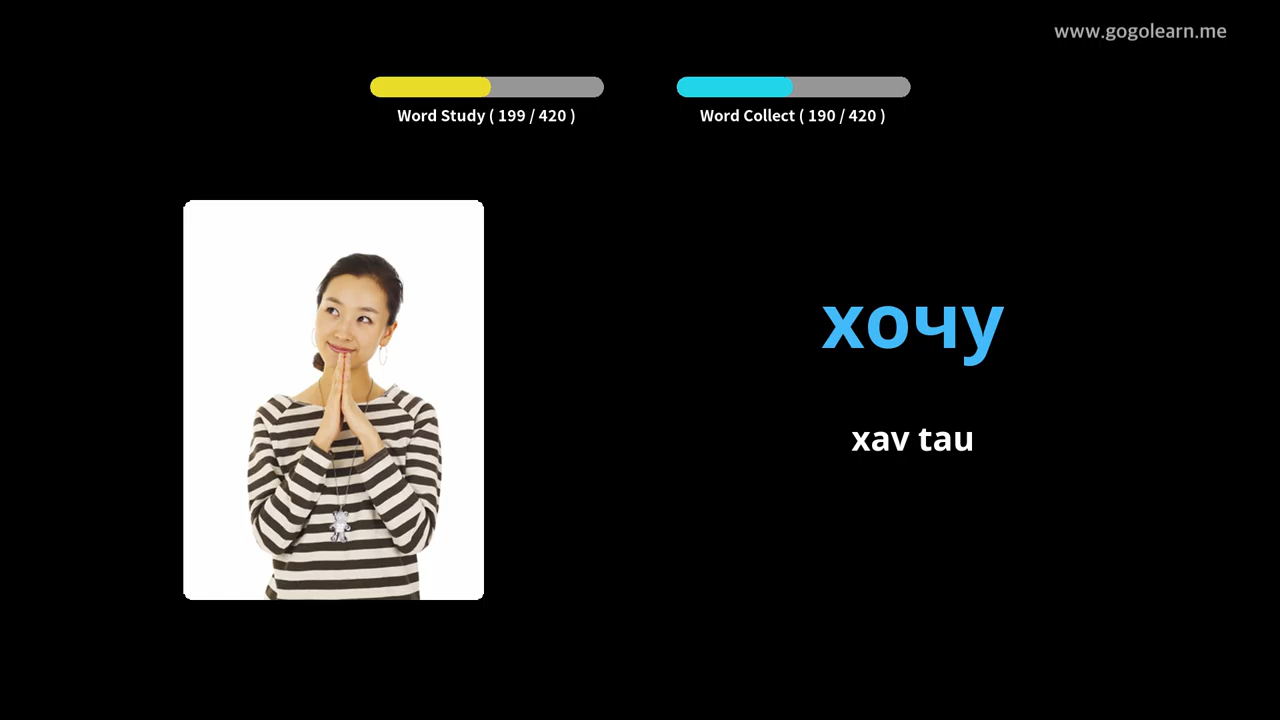 www.gogolearn.me
Word Study ( 199 / 420 )
Word Collect ( 190 / 420 )
хочу
xav tau